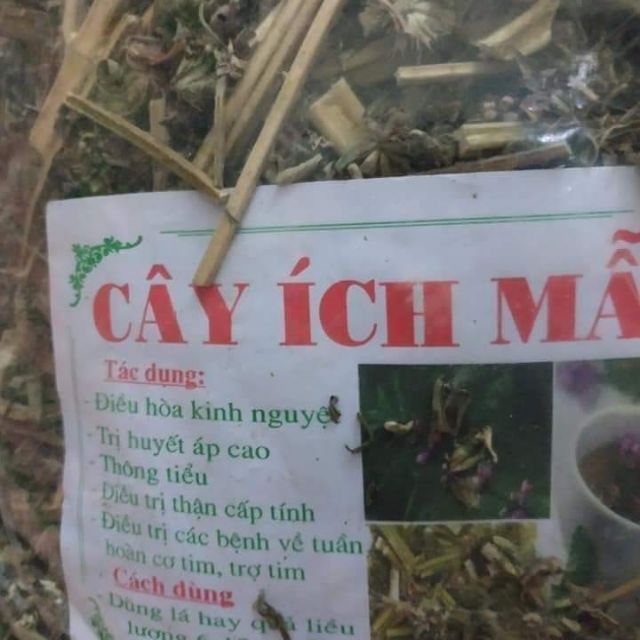 CÂY ÍCH MẪ
Tác dụng:
- Điều hòa kinh nguyệ
- Trị huyết áp cao
- Thông tiểu
- Điều trị thận cấp tính
- Điều trị các bệnh về tuần
hoàn cơ tim, trợ tim
Cách dùng
- Dùng lá hay quả liều
lượng